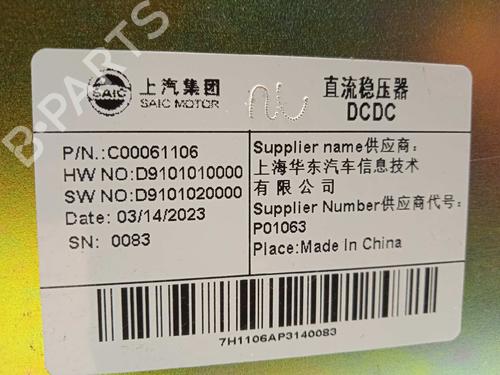 SAIC
上汽集团
SAIC MOTOR
直流稳压器
DCDC
P/N.:C00061106
HW NO:D9101010000
SW NO:D9101020000
Date: 03/14/2023
SN: 0083
Supplier name供应商:
上海华东汽车信息技术
有限公司
Supplier Number供应商代号:
P01063
Place:Made In China
7H1106AP3140083
B-PARTS